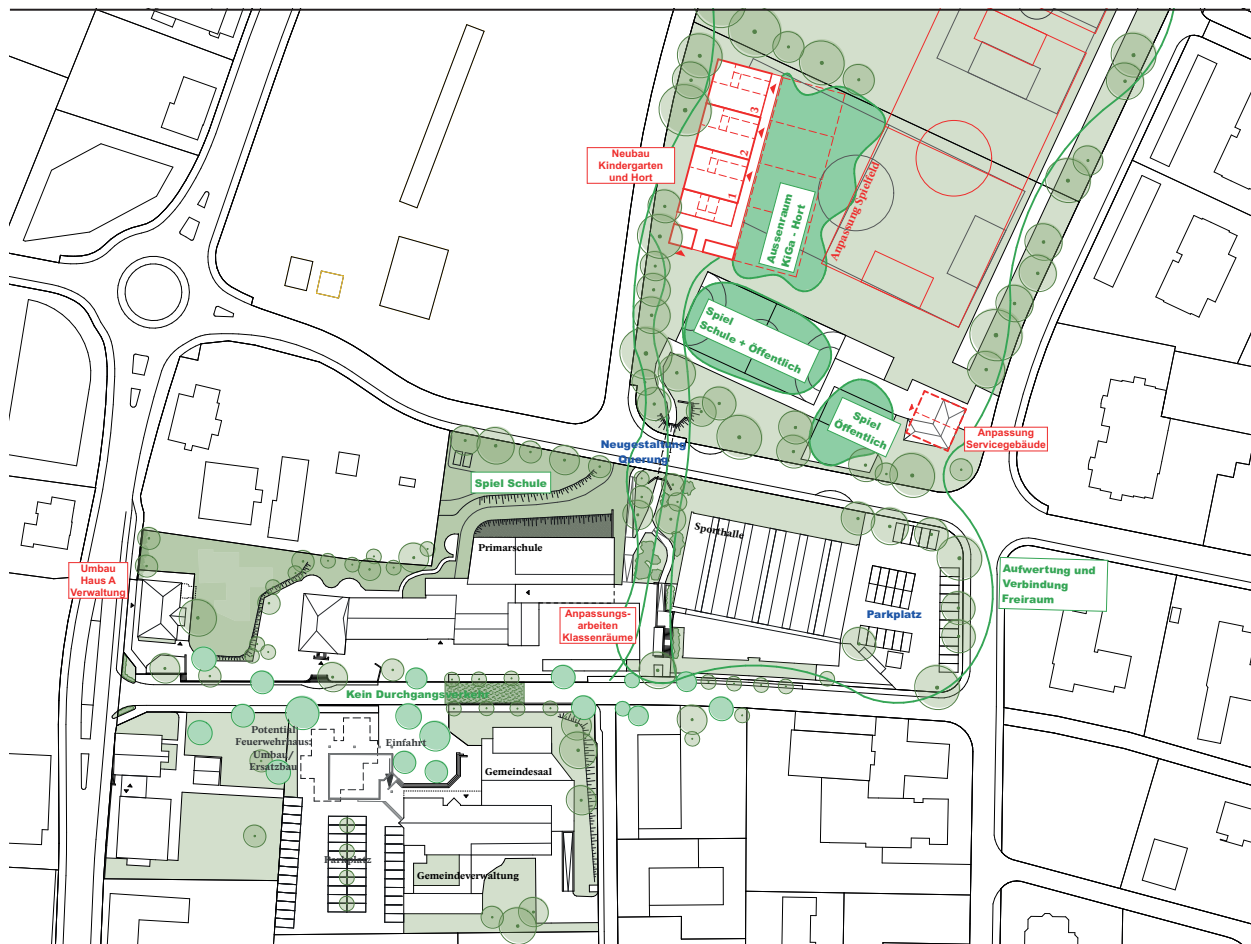 Neubau
Kindergarten
und Hort
3
2
1
Aussenraum
KiGa - Hort
Anpassung Spielfeld
Spiel
Schule + Öffentlich
Spiel
Öffentlich
Anpassung
Servicegebäude
Neugestaltung
Querung
Spiel Schule
Primarschule
Sporthalle
Umbau
Haus A
Verwaltung
Anpassungs-
arbeiten
Klassenräume
Parkplatz
Aufwertung und
Verbindung
Freiraum
Kein Durchgangsverkehr
Potential
Feuerwehrhaus:
Umbau/
Ersatzbau
Einfahrt
Gemeindesaal
Parkplatz
Gemeindeverwaltung